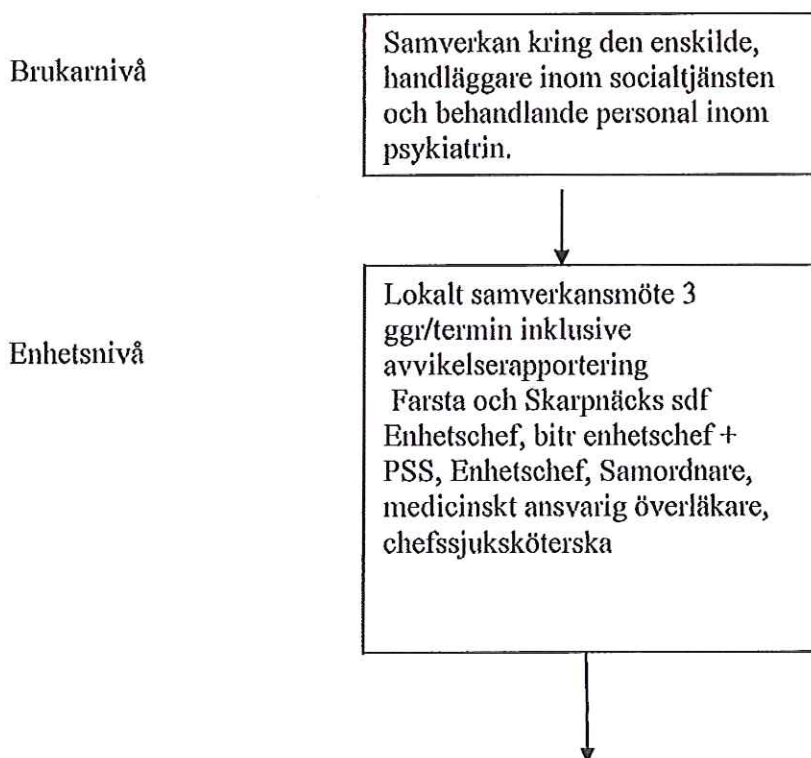 Brukarnivå
Samverkan kring den enskilde,
handläggare inom socialtjänsten
och behandlande personal inom
psykiatrin.
Enhetsnivå
Lokalt samverkansmöte 3
ggr/termin inklusive
avvikelserapportering
Farsta och Skarpnäcks sdf
Enhetschef, bitr enhetschef +
PSS, Enhetschef, Samordnare,
medicinskt ansvarig överläkare,
chefssjuksköterska